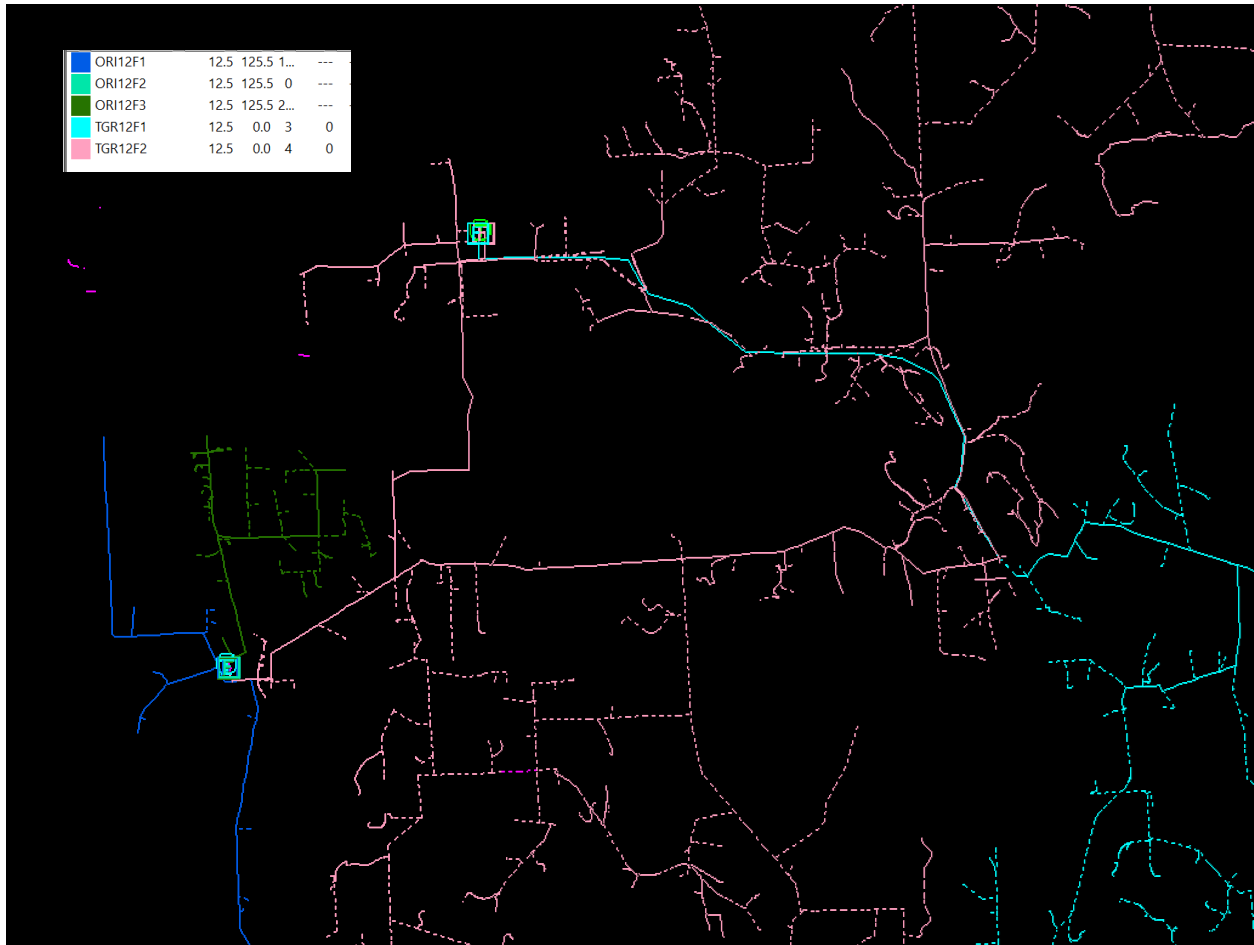 ORI12F1 12.5 125.5 1... ---
ORI12F2 12.5 125.5 0 ---
ORI12F3 12.5 125.5 2... ---
TGR12F1 12.5 0.0 3 0
TGR12F2 12.5 0.0 4 0